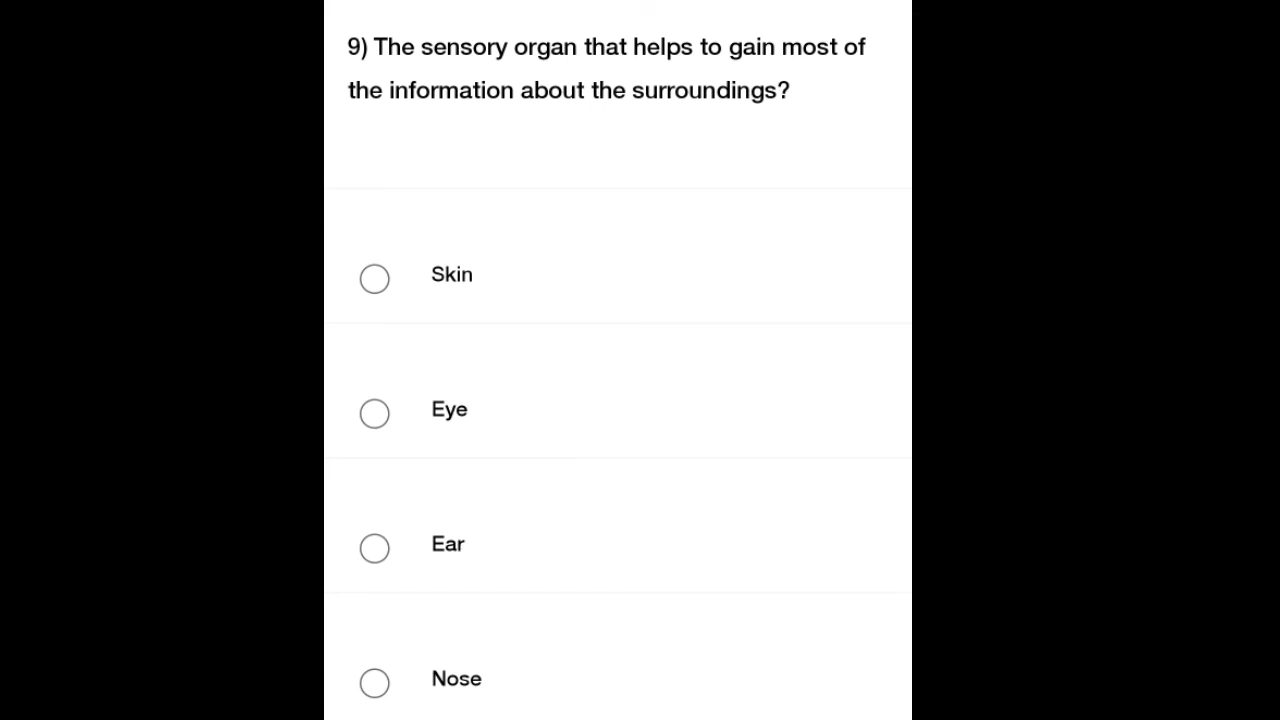 9) The sensory organ that helps to gain most of
the information about the surroundings?
Skin
Eye
Ear
Nose